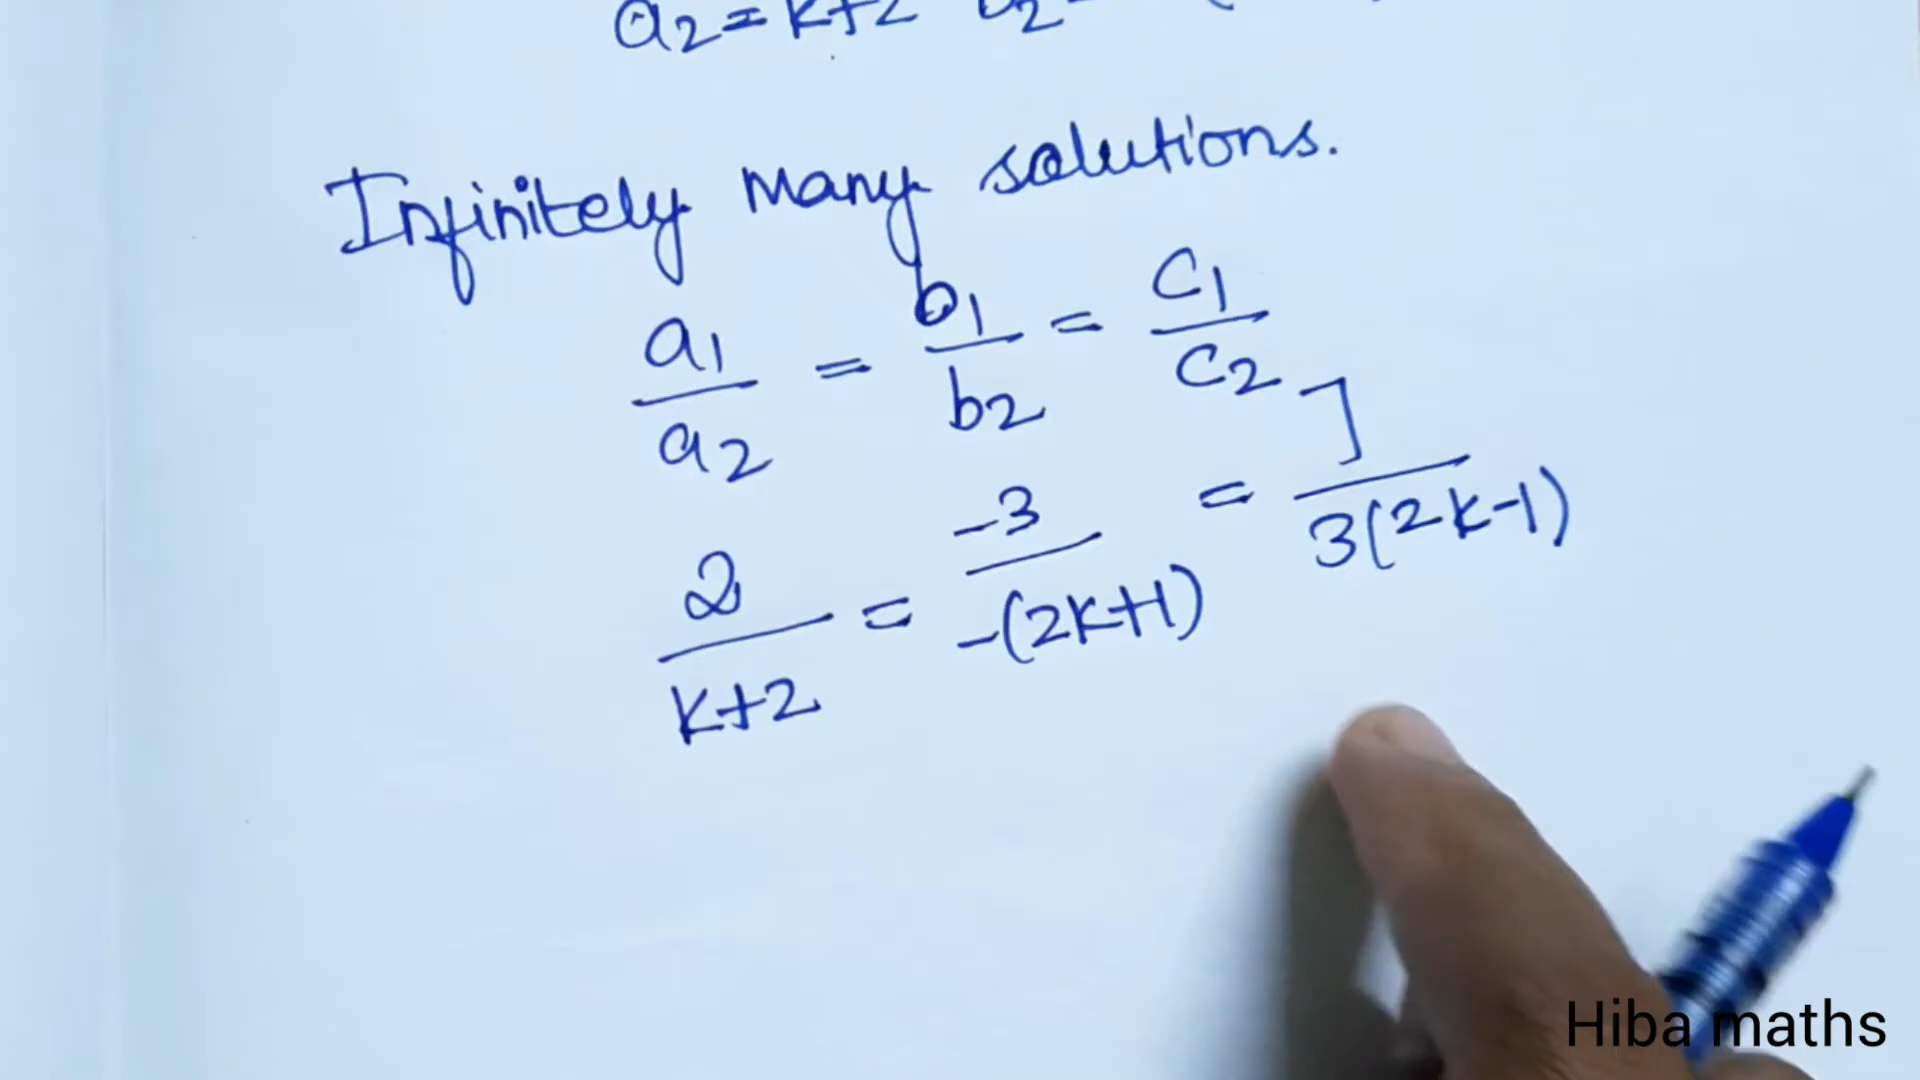 a2 = k+2
Infinitely Many solutions.
a1/a2 = b1/b2 = C1/C2
2/k+2 = -3/-(2k+1) = 7/3(2k-1)
Hiba maths